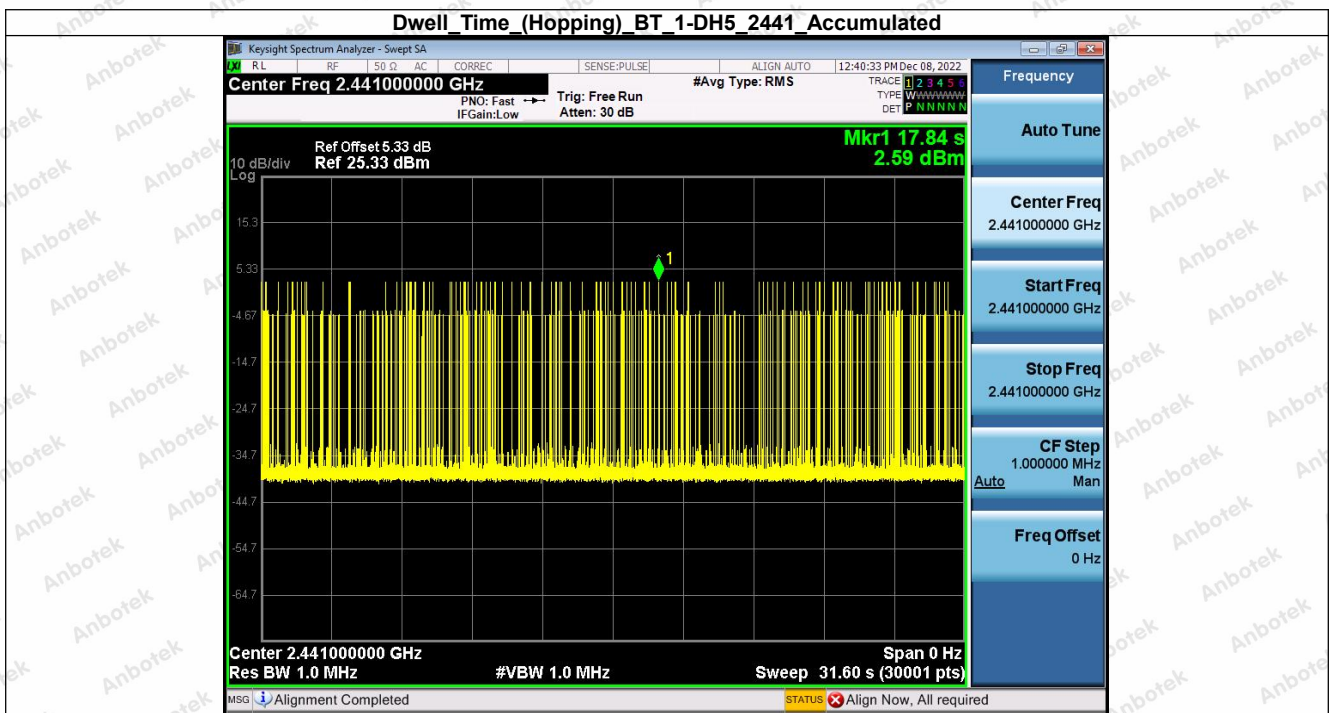 Dwell_Time_(Hopping)_BT_1-DH5_2441_Accumulated
Keysight Spectrum Analyzer - Swept SA
LXI RL RF 50 Ω AC CORREC SENSE:PULSE ALIGN AUTO 12:40:33 PM Dec 08, 2022
Center Freq 2.441000000 GHz
PNO: Fast
IFGain:Low
Trig: Free Run
Atten: 30 dB
#Avg Type: RMS
TRACE 1 2 3 4 5 6
TYPE WWWWWW
DET P N N N N N
Ref Offset 5.33 dB
10 dB/div Ref 25.33 dBm
Log
Mkr1 17.84 s
2.59 dBm
1
15.3
5.33
-4.67
-14.7
-24.7
-34.7
-44.7
-54.7
-64.7
Center 2.441000000 GHz Span 0 Hz
Res BW 1.0 MHz #VBW 1.0 MHz Sweep 31.60 s (30001 pts)
MSG Alignment Completed STATUS Align Now, All required
Frequency
Auto Tune
Center Freq
2.441000000 GHz
Start Freq
2.441000000 GHz
Stop Freq
2.441000000 GHz
CF Step
1.000000 MHz
Auto Man
Freq Offset
0 Hz
Anbotek